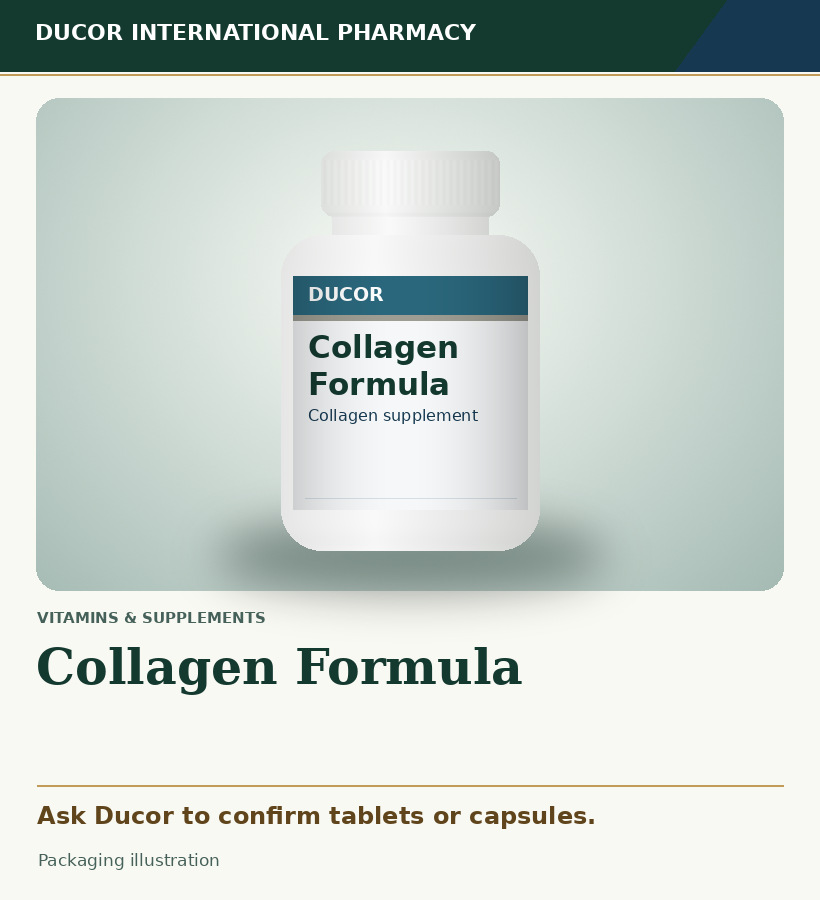 DUCOR INTERNATIONAL PHARMACY
DUCOR
Collagen
Formula
Collagen supplement
VITAMINS & SUPPLEMENTS
Collagen Formula
Ask Ducor to confirm tablets or capsules.
Packaging illustration